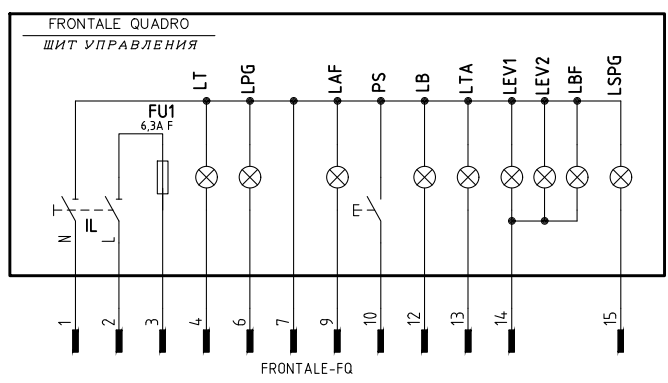 FRONTALE QUADRO
ЩИТ УПРАВЛЕНИЯ
LT
LPG
LAF
PS
LB
LTA
LEV1
LEV2
LBF
LSPG
FU1
6,3A F
IL
N
L
1
2
3
4
6
7
9
10
12
13
14
15
FRONTALE-FQ